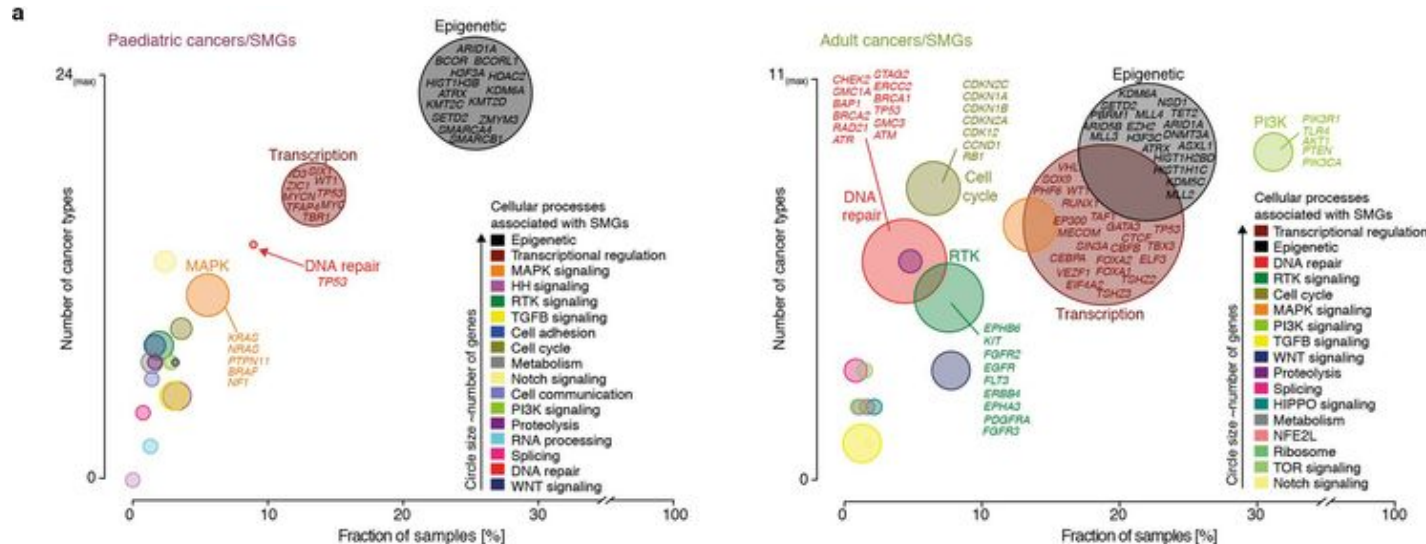 a
Paediatric cancers/SMGs
24(max)
0
Number of cancer types
Epigenetic
ARID1A
BCOR BCORL1
H3F3A HDAC2
HIST1H3B
ATRX KDM6A
KMT2C KMT2D
SETD2 ZMYM3
SMARCA4
SMARCB1
Transcription
ID3 SIX1
ZIC1 WT1
MYCN TP53
TFAP4 MYC
TBR1
DNA repair
TP53
MAPK
KRAS
NRAS
PTPN11
BRAF
NF1
Cellular processes
associated with SMGs
Circle size ~number of genes
Epigenetic
Transcriptional regulation
MAPK signaling
HH signaling
RTK signaling
TGFB signaling
Cell adhesion
Cell cycle
Metabolism
Notch signaling
Cell communication
PI3K signaling
Proteolysis
RNA processing
Splicing
DNA repair
WNT signaling
0 10 20 30 100
Fraction of samples [%]
Adult cancers/SMGs
11(max)
0
Number of cancer types
CHEK2 STAG2
SMC1A ERCC2
BAP1 BRCA1
BRCA2 TP53
RAD21 SMC3
ATR ATM
DNA repair
CDKN2C
CDKN1A
CDKN1B
CDKN2A
CDK12
CCND1
RB1
Cell cycle
Epigenetic
KDM6A
SETD2 NSD1
PBRM1 MLL4 TET2
ARID5B EZH2 ARID1A
MLL3 H3F3C DNMT3A
ATRX ASXL1
HIST1H2BD
HIST1H1C
KDM5C
MLL2
PI3K
PIK3R1
TLR4
AKT1
PTEN
PIK3CA
VHL
SOX9
PHF6 WT1
RUNX1
EP300 TAF1
MECOM GATA3 TP53
CTCF
SIN3A CBFB TBX3
CEBPA FOXA2 ELF3
VEZF1 FOXA1
EIF4A2 TSHZ2
TSHZ3
Transcription
RTK
EPHB6
KIT
FGFR2
EGFR
FLT3
ERBB4
EPHA3
PDGFRA
FGFR3
Cellular processes
associated with SMGs
Circle size ~number of genes
Transcriptional regulation
Epigenetic
DNA repair
RTK signaling
Cell cycle
MAPK signaling
PI3K signaling
TGFB signaling
WNT signaling
Proteolysis
Splicing
HIPPO signaling
Metabolism
NFE2L
Ribosome
TOR signaling
Notch signaling
0 10 20 30 100
Fraction of samples [%]